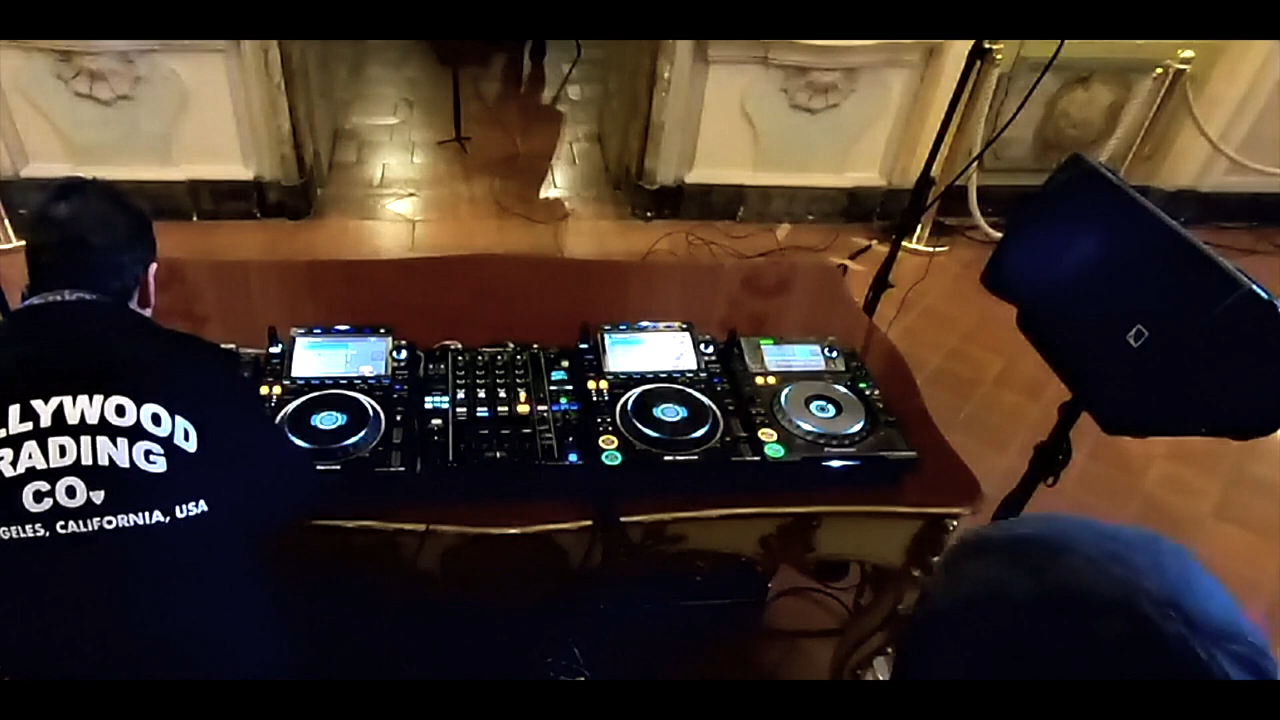 LLYWOOD
RADING
CO.
GELES, CALIFORNIA, USA